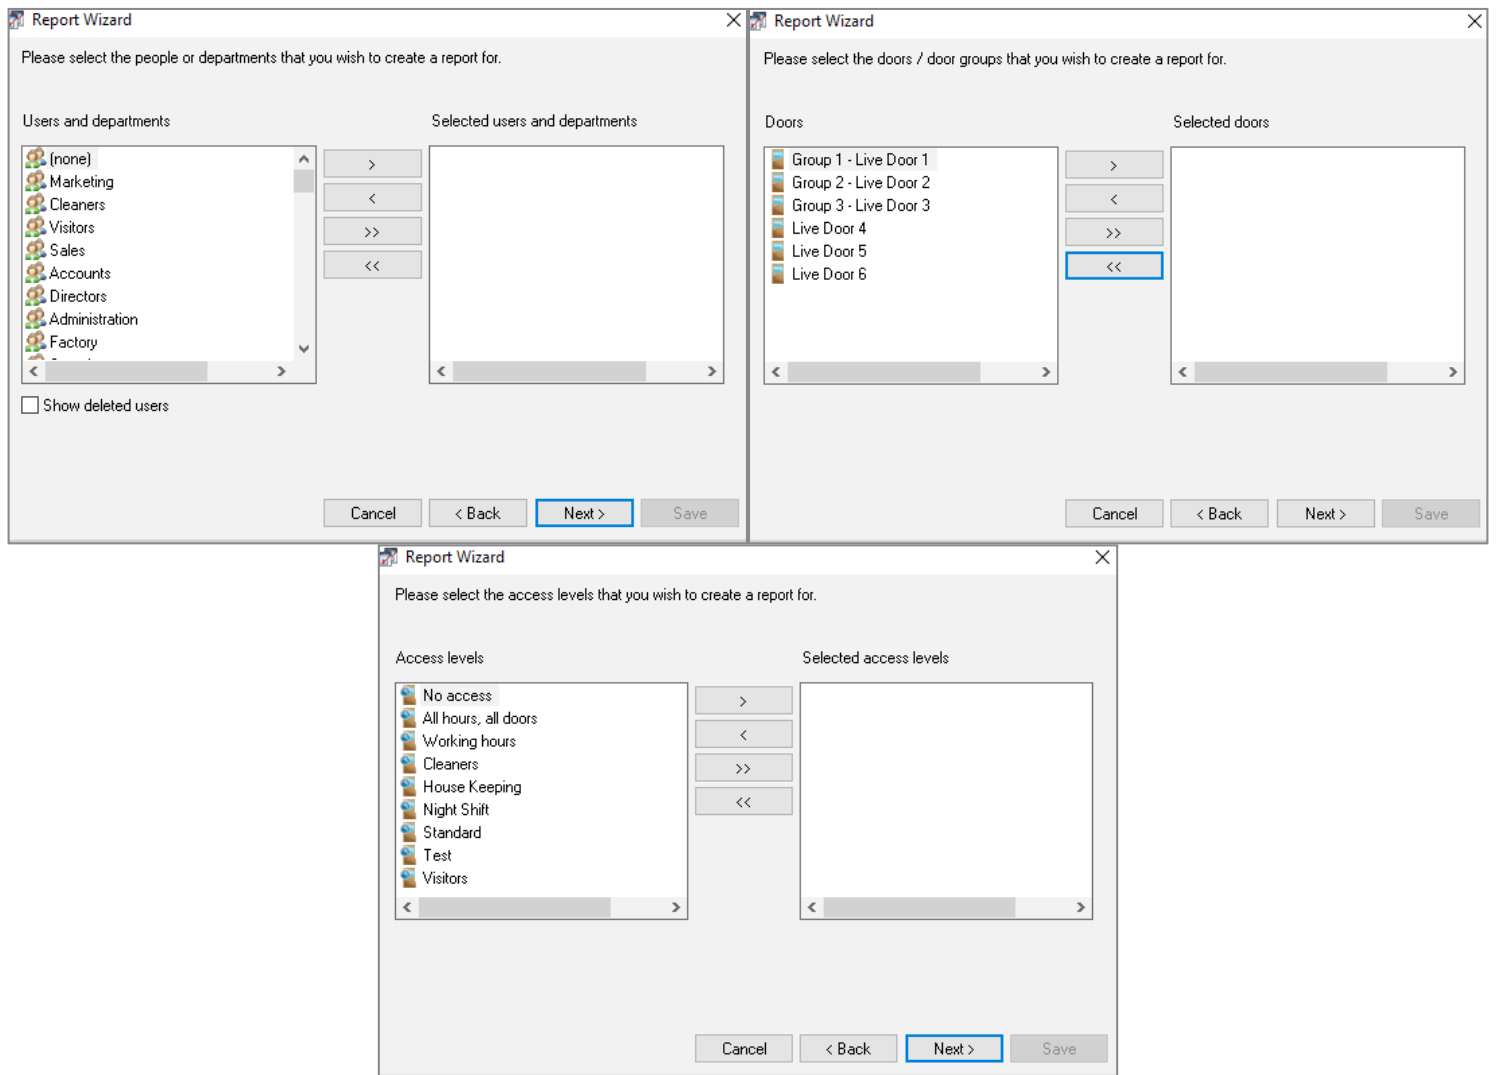 Report Wizard
Please select the people or departments that you wish to create a report for.
Users and departments
Selected users and departments
(none)
Marketing
Cleaners
Visitors
Sales
Accounts
Directors
Administration
Factory
>
<
>>
<<
Show deleted users
Cancel
< Back
Next >
Save
Report Wizard
Please select the doors / door groups that you wish to create a report for.
Doors
Selected doors
Group 1 - Live Door 1
Group 2 - Live Door 2
Group 3 - Live Door 3
Live Door 4
Live Door 5
Live Door 6
>
<
>>
<<
Cancel
< Back
Next >
Save
Report Wizard
Please select the access levels that you wish to create a report for.
Access levels
Selected access levels
No access
All hours, all doors
Working hours
Cleaners
House Keeping
Night Shift
Standard
Test
Visitors
>
<
>>
<<
Cancel
< Back
Next >
Save